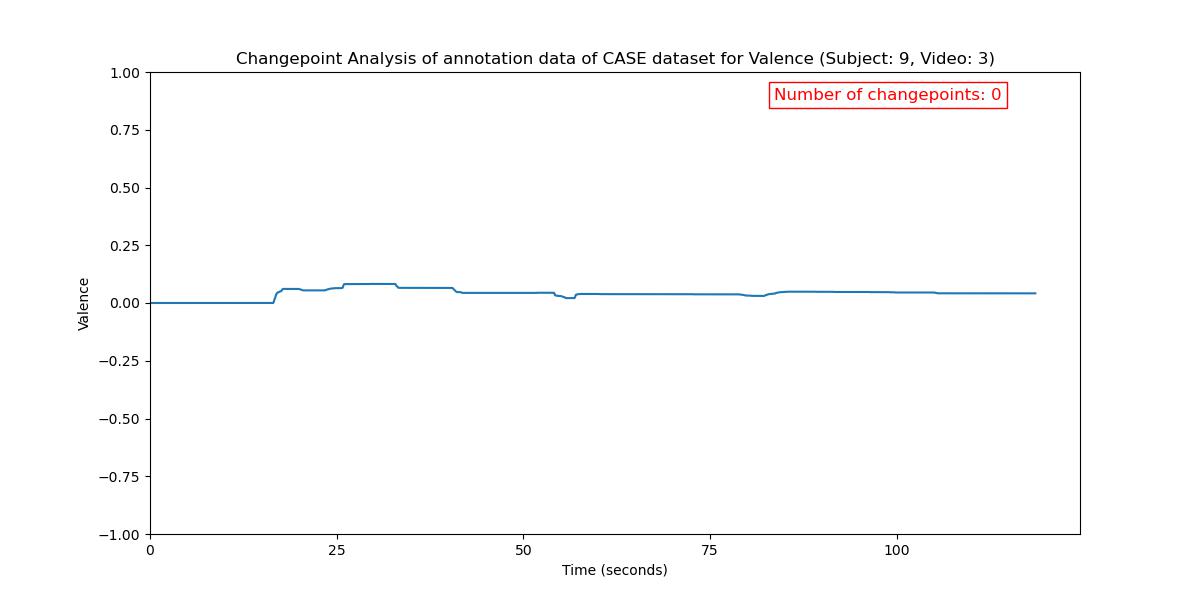 Changepoint Analysis of annotation data of CASE dataset for Valence (Subject: 9, Video: 3)
Number of changepoints: 0
1.00
0.75
0.50
0.25
0.00
−0.25
−0.50
−0.75
−1.00
Valence
0 25 50 75 100
Time (seconds)